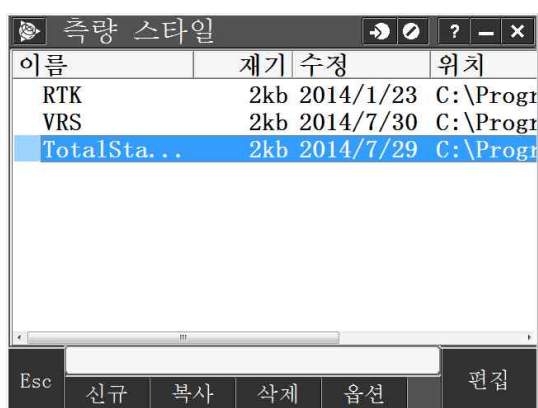 측량 스타일 ? – ×
이름 재기 수정 위치
RTK 2kb 2014/1/23 C:\Progr
VRS 2kb 2014/7/30 C:\Progr
TotalSta... 2kb 2014/7/29 C:\Progr
Esc 신규 복사 삭제 옵션 편집